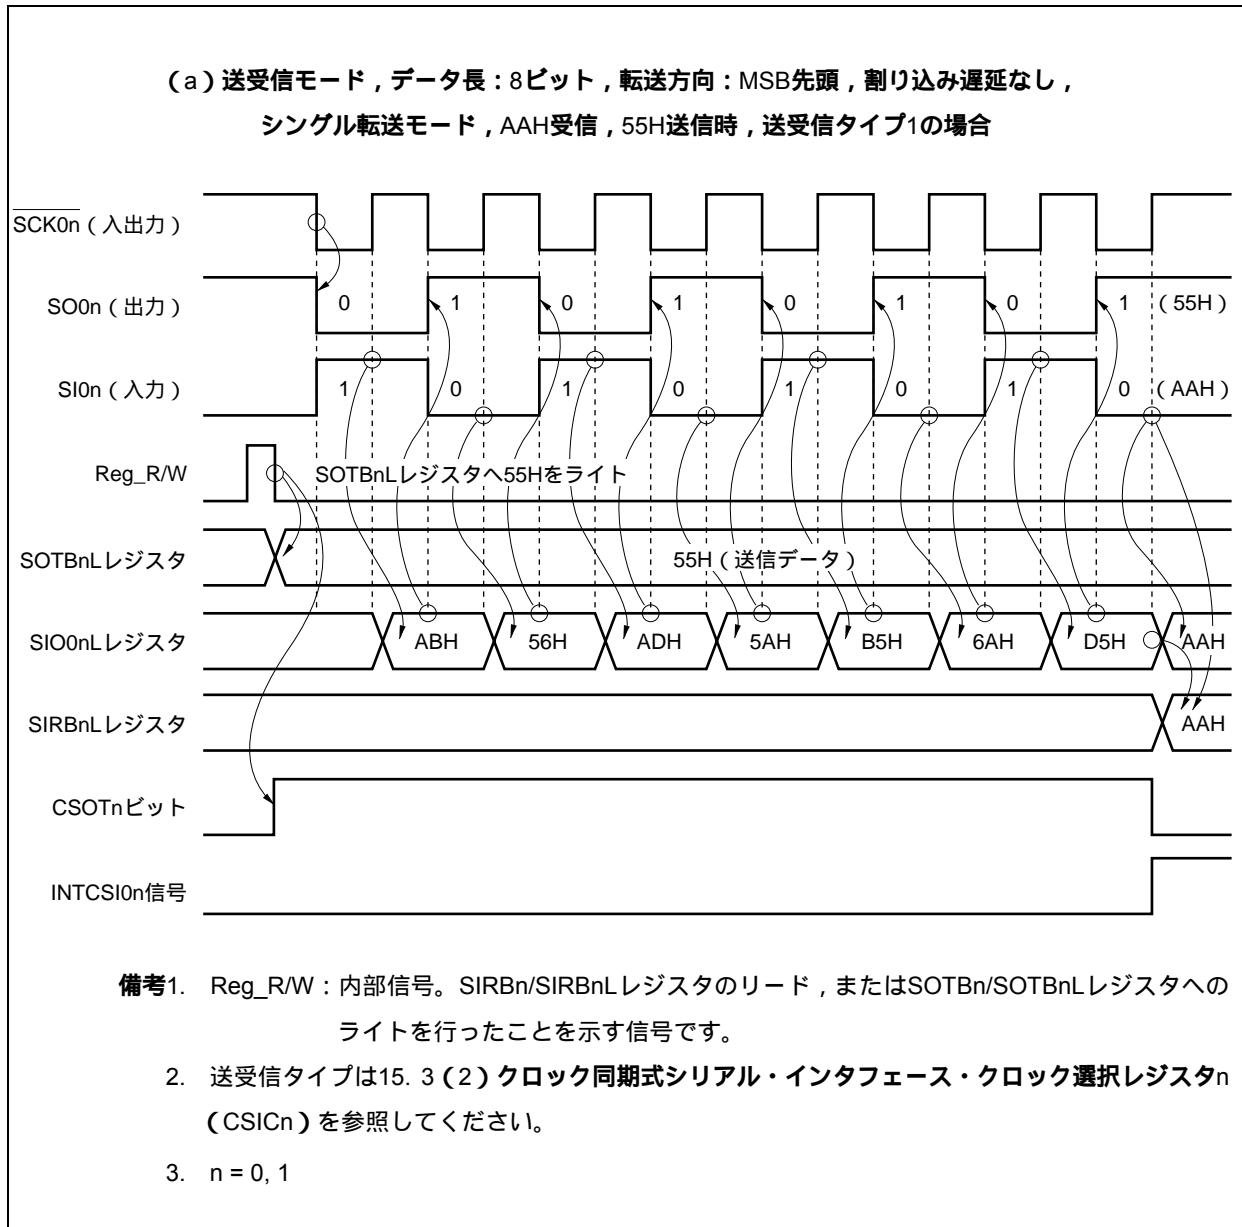 (a)送受信モード,データ長:8ビット,転送方向:MSB先頭,割り込み遅延なし,
シングル転送モード,AAH受信,55H送信時,送受信タイプ1の場合
SCK0n(入出力)
SO0n(出力) 0 1 0 1 0 1 0 1 (55H)
SI0n(入力) 1 0 1 0 1 0 1 0 (AAH)
Reg_R/W SOTBnLレジスタへ55Hをライト
SOTBnLレジスタ 55H(送信データ)
SIO0nLレジスタ ABH 56H ADH 5AH B5H 6AH D5H AAH
SIRBnLレジスタ AAH
CSOTnビット
INTCSI0n信号
備考1. Reg_R/W:内部信号。SIRBn/SIRBnLレジスタのリード,またはSOTBn/SOTBnLレジスタへの
ライトを行ったことを示す信号です。
2. 送受信タイプは15. 3(2)クロック同期式シリアル・インタフェース・クロック選択レジスタn
(CSICn)を参照してください。
3. n = 0, 1